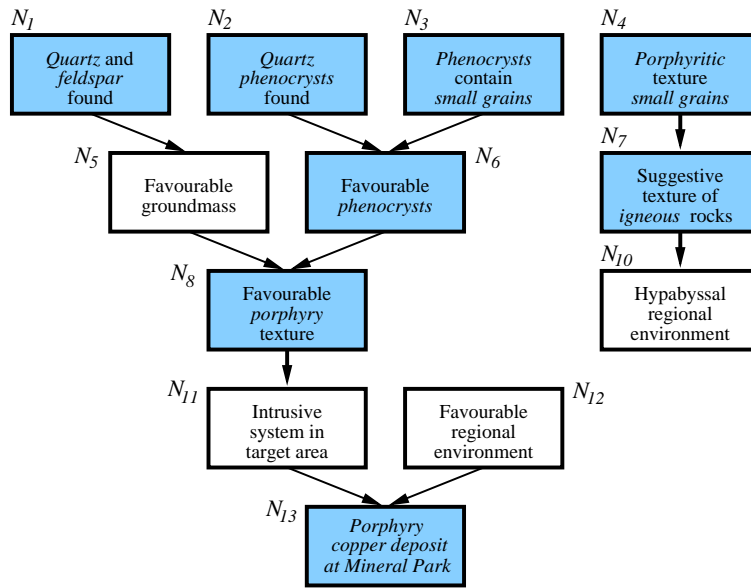 N1
Quartz and
feldspar
found
N2
Quartz
phenocrysts
found
N3
Phenocrysts
contain
small grains
N4
Porphyritic
texture
small grains
N5
Favourable
groundmass
N6
Favourable
phenocrysts
N7
Suggestive
texture of
igneous rocks
N8
Favourable
porphyry
texture
N10
Hypabyssal
regional
environment
N11
Intrusive
system in
target area
N12
Favourable
regional
environment
N13
Porphyry
copper deposit
at Mineral Park